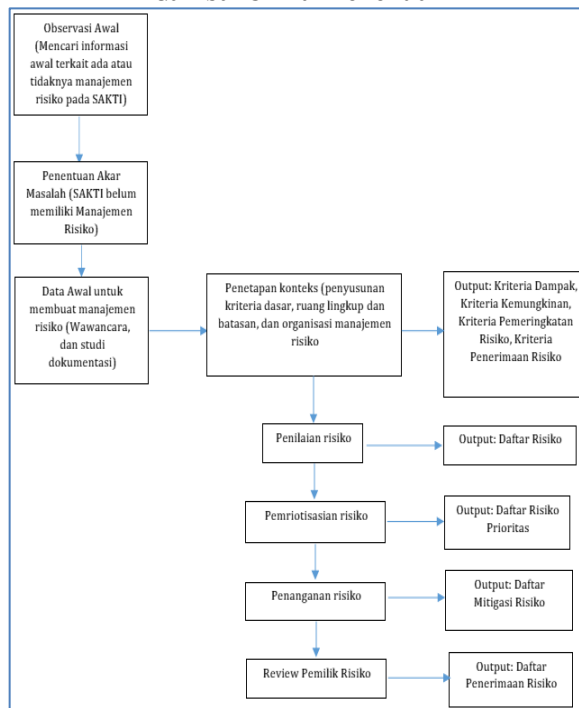 Observasi Awal
(Mencari informasi
awal terkait ada atau
tidaknya manajemen
risiko pada SAKTI)
Penentuan Akar
Masalah (SAKTI belum
memiliki Manajemen
Risiko)
Data Awal untuk
membuat manajemen
risiko (Wawancara,
dan studi
dokumentasi)
Penetapan konteks (penyusunan
kriteria dasar, ruang lingkup dan
batasan, dan organisasi manajemen
risiko
Output: Kriteria Dampak,
Kriteria Kemungkinan,
Kriteria Pemeringkatan
Risiko, Kriteria
Penerimaan Risiko
Penilaian risiko
Output: Daftar Risiko
Pemriotisasian risiko
Output: Daftar Risiko
Prioritas
Penanganan risiko
Output: Daftar
Mitigasi Risiko
Review Pemilik Risiko
Output: Daftar
Penerimaan Risiko